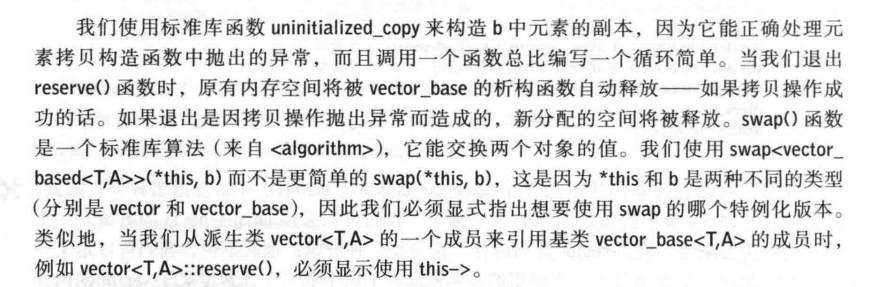 我们使用标准库函数 uninitialized_copy 来构造 b 中元素的副本，因为它能正确处理元
素拷贝构造函数中抛出的异常，而且调用一个函数总比编写一个循环简单。当我们退出
reserve() 函数时，原有内存空间将被 vector_base 的析构函数自动释放——如果拷贝操作成
功的话。如果退出是因拷贝操作抛出异常而造成的，新分配的空间将被释放。swap() 函数
是一个标准库算法（来自 <algorithm>），它能交换两个对象的值。我们使用 swap<vector_
based<T,A>>(*this, b) 而不是更简单的 swap(*this, b)，这是因为 *this 和 b 是两种不同的类型
（分别是 vector 和 vector_base），因此我们必须显式指出想要使用 swap 的哪个特例化版本。
类似地，当我们从派生类 vector<T,A> 的一个成员来引用基类 vector_base<T,A> 的成员时，
例如 vector<T,A>::reserve()，必须显示使用 this->。